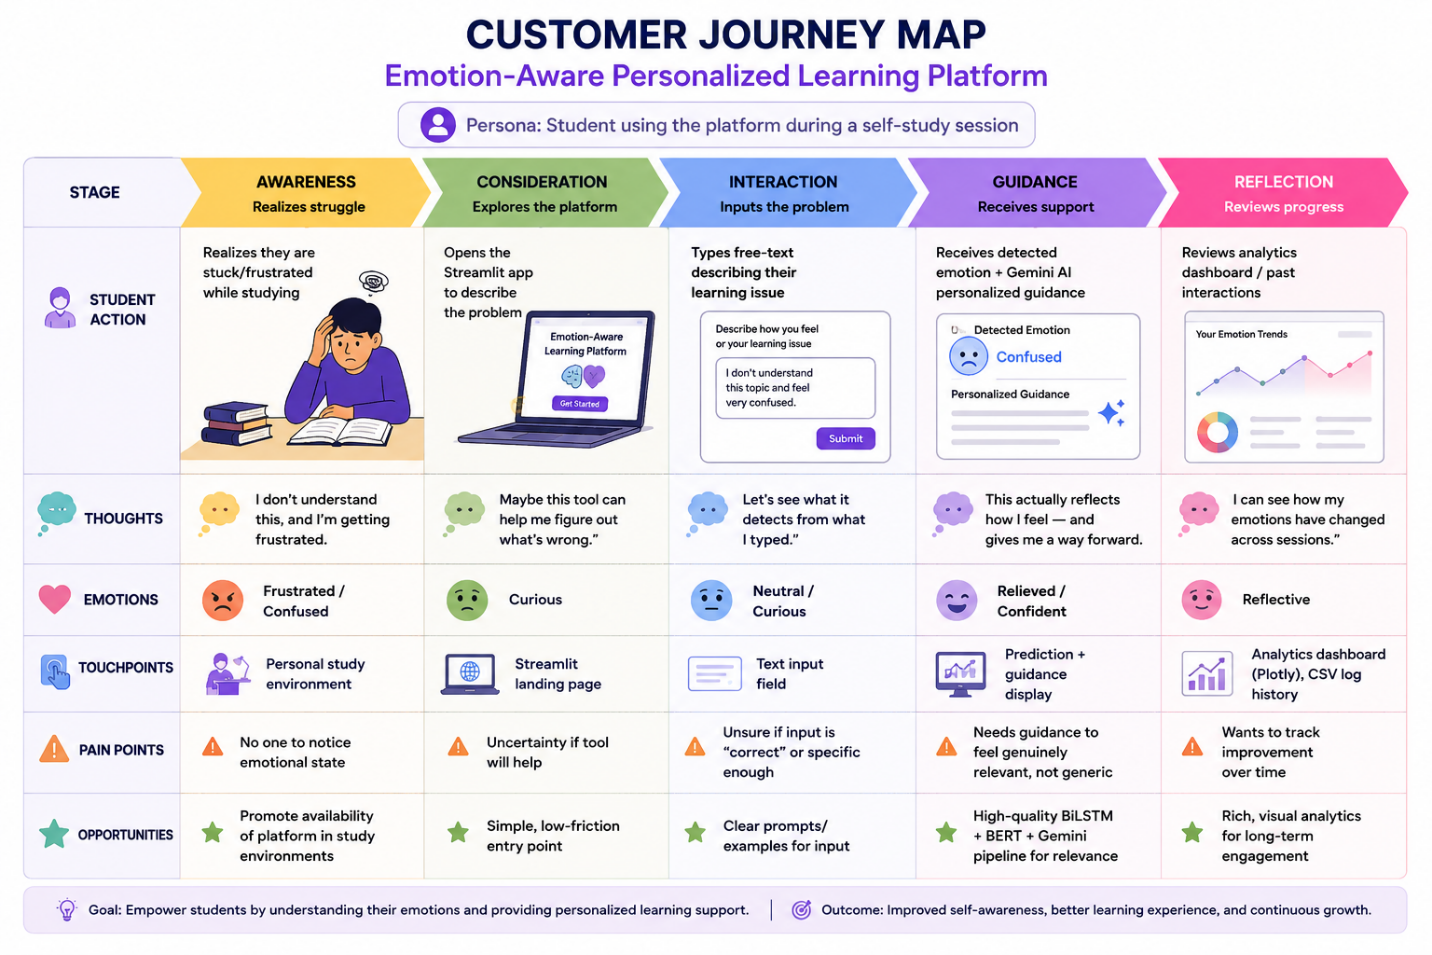 CUSTOMER JOURNEY MAP
Emotion-Aware Personalized Learning Platform
Persona: Student using the platform during a self-study session
STAGE
AWARENESS
Realizes struggle
CONSIDERATION
Explores the platform
INTERACTION
Inputs the problem
GUIDANCE
Receives support
REFLECTION
Reviews progress
STUDENT
ACTION
Realizes they are
stuck/frustrated
while studying
Opens the
Streamlit app
to describe
the problem
Emotion-Aware
Learning Platform
Get Started
Types free-text
describing their
learning issue
Describe how you feel
or your learning issue
I don't understand
this topic and feel
very confused.
Submit
Receives detected
emotion + Gemini AI
personalized guidance
Detected Emotion
Confused
Personalized Guidance
Reviews analytics
dashboard / past
interactions
Your Emotion Trends
THOUGHTS
I don't understand
this, and I'm getting
frustrated.
Maybe this tool can
help me figure out
what's wrong.”
Let's see what it
detects from what
I typed.”
This actually reflects
how I feel — and
gives me a way forward.
I can see how my
emotions have changed
across sessions.”
EMOTIONS
Frustrated /
Confused
Curious
Neutral /
Curious
Relieved /
Confident
Reflective
TOUCHPOINTS
Personal study
environment
Streamlit
landing page
Text input
field
Prediction +
guidance
display
Analytics dashboard
(Plotly), CSV log
history
PAIN POINTS
No one to notice
emotional state
Uncertainty if tool
will help
Unsure if input is
“correct” or specific
enough
Needs guidance to
feel genuinely
relevant, not generic
Wants to track
improvement
over time
OPPORTUNITIES
Promote availability
of platform in study
environments
Simple, low-friction
entry point
Clear prompts/
examples for input
High-quality BiLSTM
+ BERT + Gemini
pipeline for relevance
Rich, visual analytics
for long-term
engagement
Goal: Empower students by understanding their emotions and providing personalized learning support.
Outcome: Improved self-awareness, better learning experience, and continuous growth.